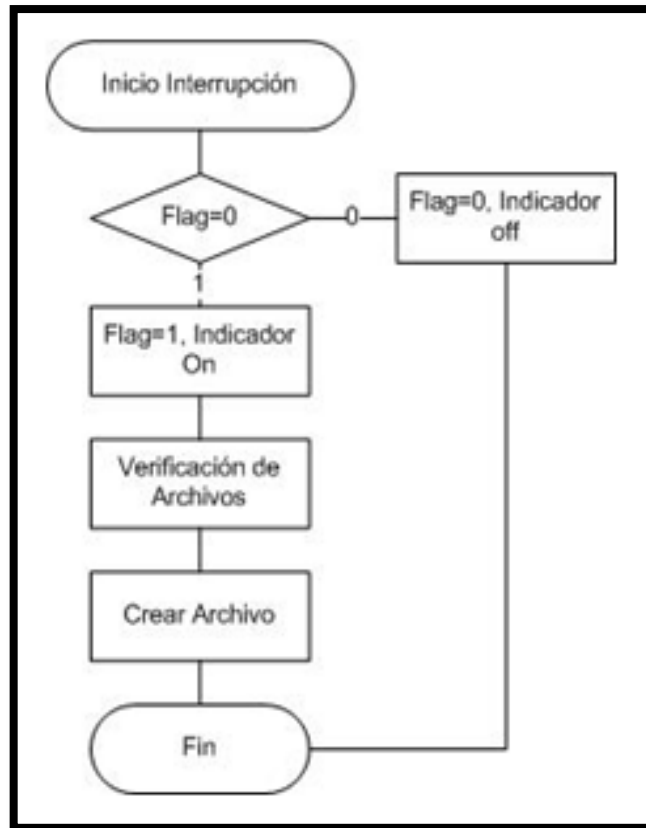 Inicio Interrupción
Flag=0
0
Flag=0, Indicador
off
1
Flag=1, Indicador
On
Verificación de
Archivos
Crear Archivo
Fin